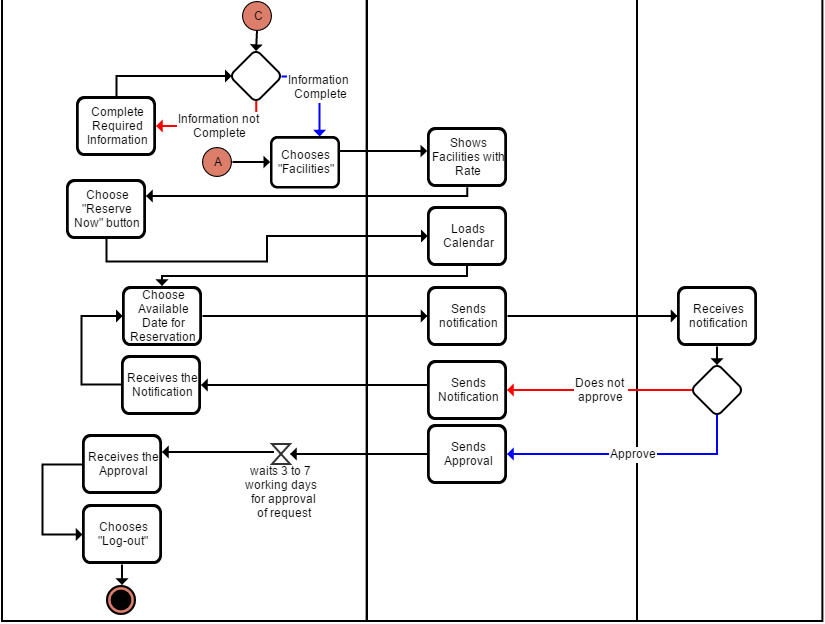 C
Information
Complete
Complete
Required
Information
Information not
Complete
A
Chooses
"Facilities"
Shows
Facilities with
Rate
Choose
"Reserve
Now" button
Loads
Calendar
Choose
Available
Date for
Reservation
Sends
notification
Receives
notification
Receives the
Notification
Sends
Notification
Does not
approve
Receives the
Approval
waits 3 to 7
working days
for approval
of request
Sends
Approval
Approve
Chooses
"Log-out"